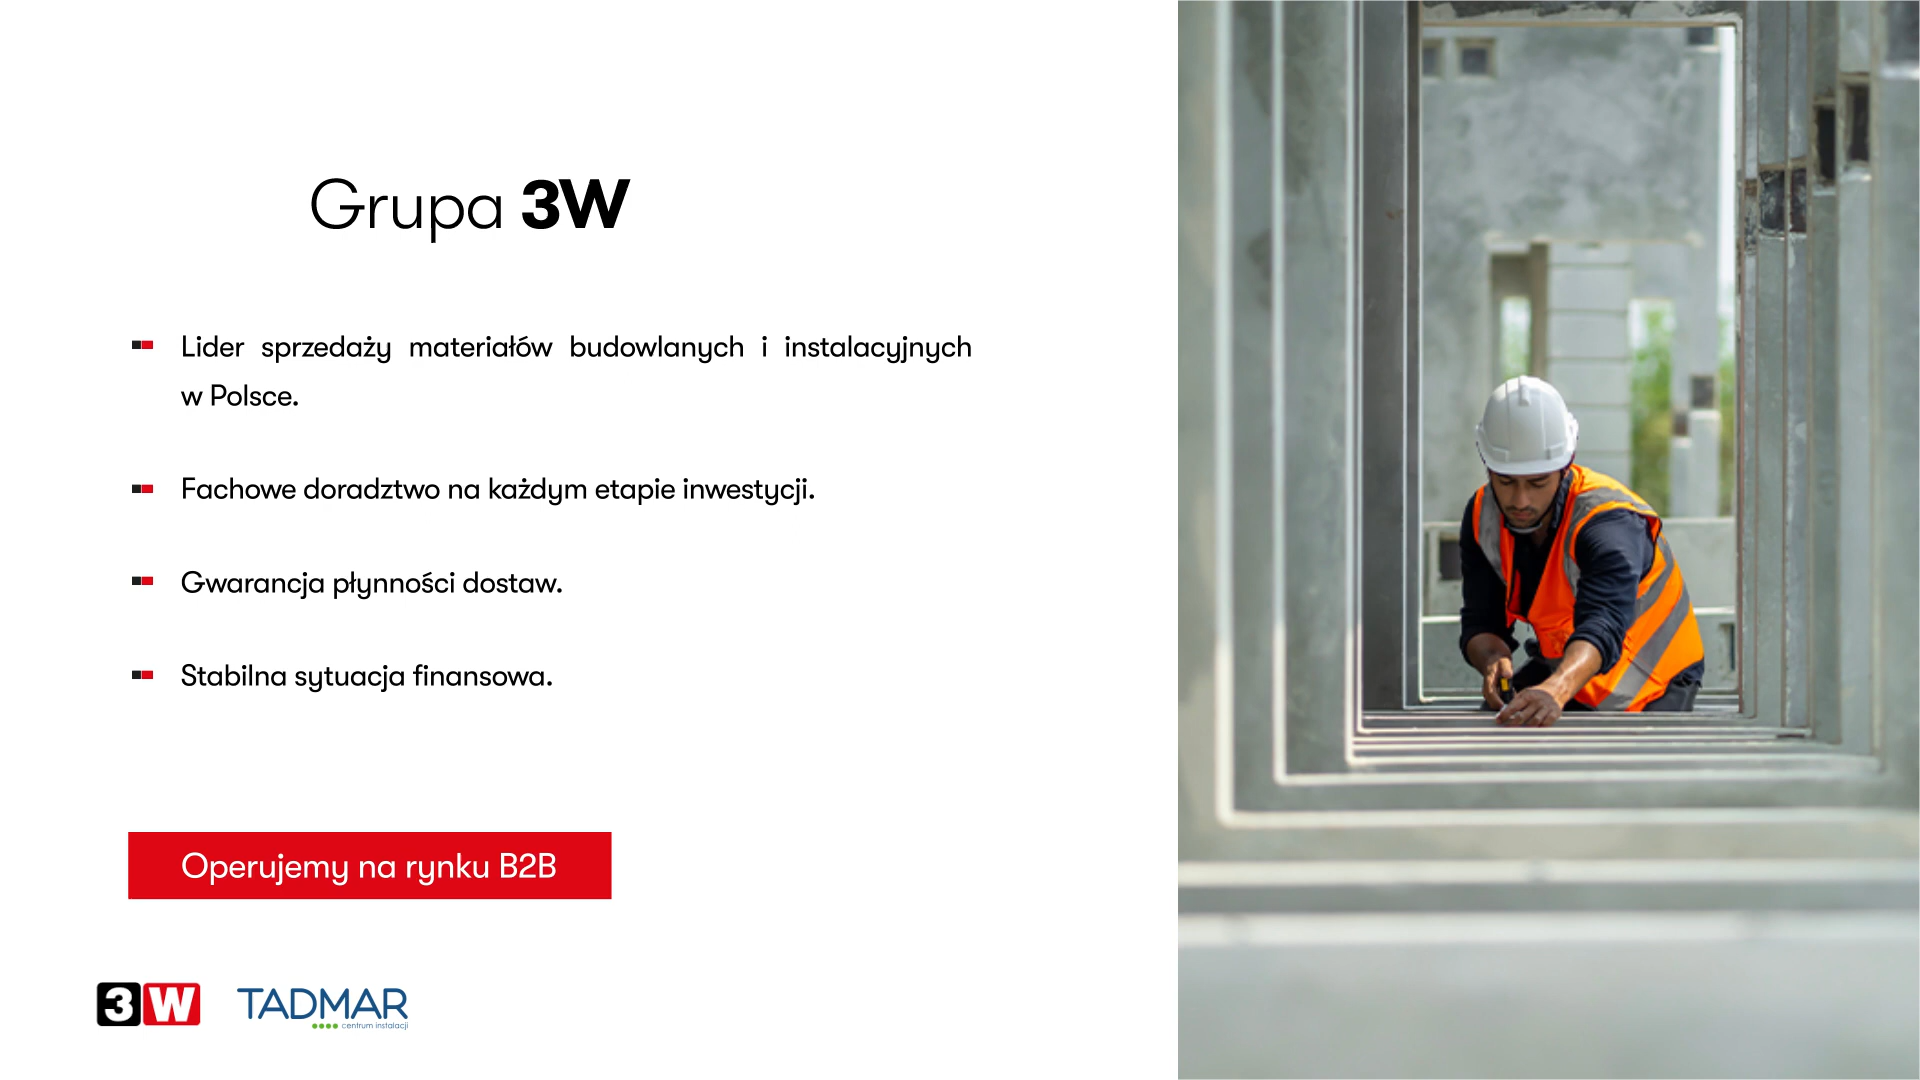 Grupa 3W
Lider sprzedaży materiałów budowlanych i instalacyjnych
w Polsce.
Fachowe doradztwo na każdym etapie inwestycji.
Gwarancja płynności dostaw.
Stabilna sytuacja finansowa.
Operujemy na rynku B2B
3W TADMAR
centrum instalacji